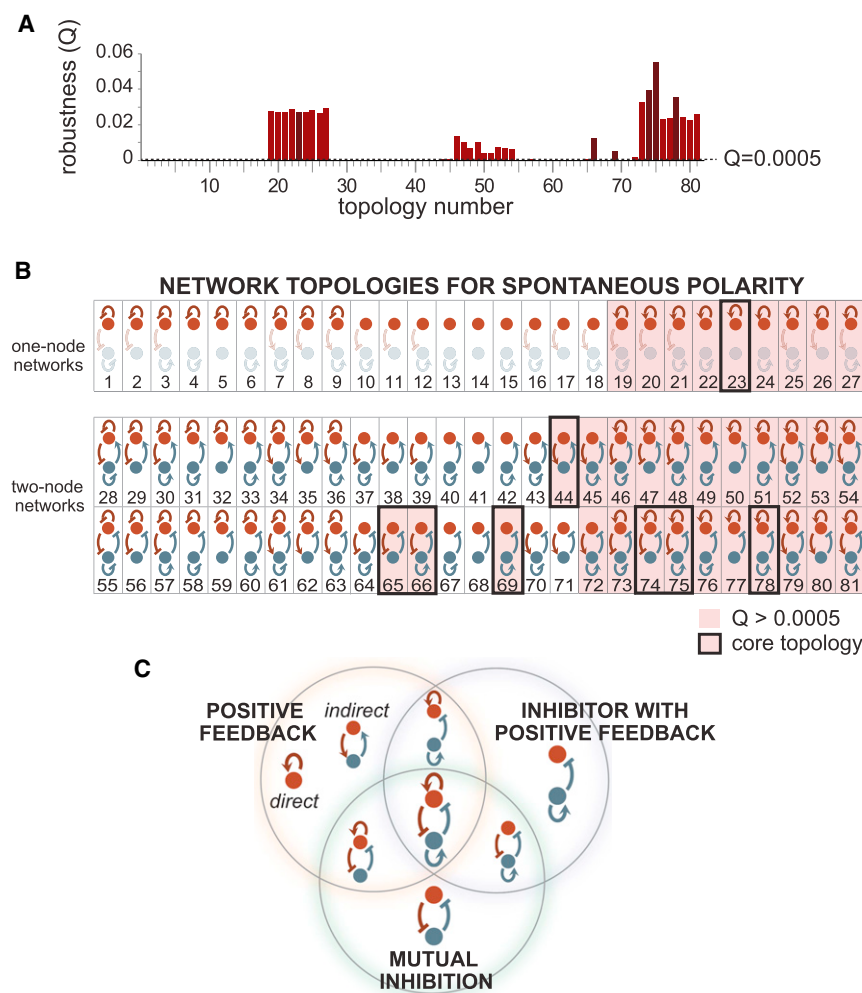 A
robustness (Q)
0.06
0.04
0.02
0
Q=0.0005
10 20 30 40 50 60 70 80
topology number
B
NETWORK TOPOLOGIES FOR SPONTANEOUS POLARITY
one-node
networks
1 2 3 4 5 6 7 8 9 10 11 12 13 14 15 16 17 18 19 20 21 22 23 24 25 26 27
two-node
networks
28 29 30 31 32 33 34 35 36 37 38 39 40 41 42 43 44 45 46 47 48 49 50 51 52 53 54
55 56 57 58 59 60 61 62 63 64 65 66 67 68 69 70 71 72 73 74 75 76 77 78 79 80 81
Q > 0.0005
core topology
C
POSITIVE
FEEDBACK
indirect
direct
INHIBITOR WITH
POSITIVE FEEDBACK
MUTUAL
INHIBITION